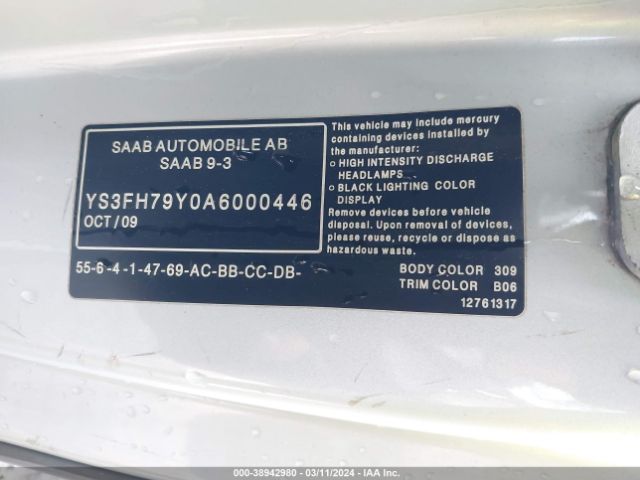 SAAB AUTOMOBILE AB
SAAB 9-3
YS3FH79Y0A6000446
OCT/09
This vehicle may include mercury
containing devices installed by
the manufacturer:
○ HIGH INTENSITY DISCHARGE
HEADLAMPS
○ BLACK LIGHTING COLOR
DISPLAY
Remove devices before vehicle
disposal. Upon removal of devices,
please reuse, recycle or dispose as
hazardous waste.
55-6-4-1-47-69-AC-BB-CC-DB-
BODY COLOR 309
TRIM COLOR B06
12761317
000-38942980 - 03/11/2024 - IAA, Inc. Copyright